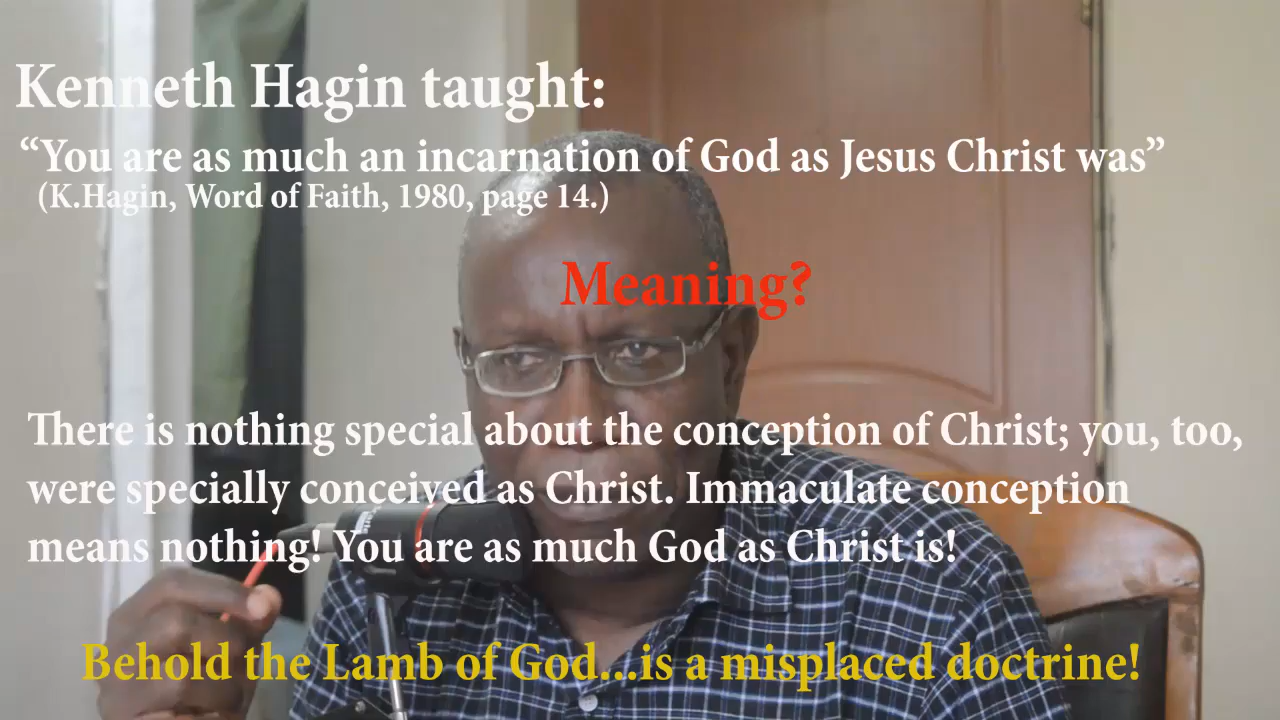 Kenneth Hagin taught:
“You are as much an incarnation of God as Jesus Christ was”
(K.Hagin, Word of Faith, 1980, page 14.)
Meaning?
There is nothing special about the conception of Christ; you, too,
were specially conceived as Christ. Immaculate conception
means nothing! You are as much God as Christ is!
Behold the Lamb of God...is a misplaced doctrine!